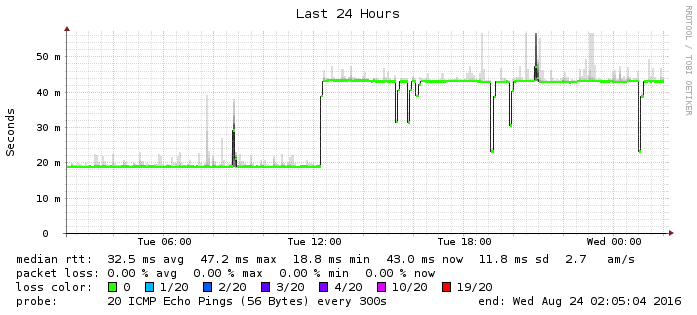 Last 24 Hours
RRDTOOL / TOBI OETIKER
Seconds
50 m
40 m
30 m
20 m
10 m
0
Tue 06:00 Tue 12:00 Tue 18:00 Wed 00:00
median rtt: 32.5 ms avg 47.2 ms max 18.8 ms min 43.0 ms now 11.8 ms sd 2.7 am/s
packet loss: 0.00 % avg 0.00 % max 0.00 % min 0.00 % now
loss color: 0 1/20 2/20 3/20 4/20 10/20 19/20
probe: 20 ICMP Echo Pings (56 Bytes) every 300s end: Wed Aug 24 02:05:04 2016